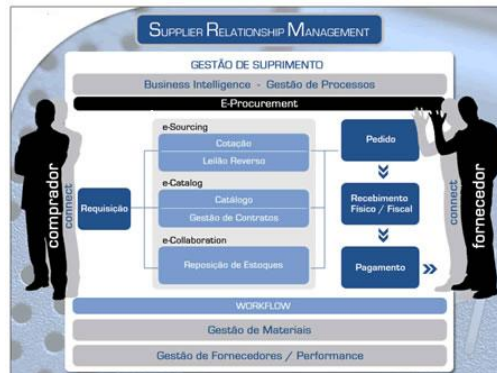 SUPPLIER RELATIONSHIP MANAGEMENT
GESTÃO DE SUPRIMENTO
Business Intelligence - Gestão de Processos
E-Procurement
comprador
connect
Requisição
e-Sourcing
Cotação
Leilão Reverso
e-Catalog
Catálogo
Gestão de Contratos
e-Collaboration
Reposição de Estoques
Pedido
Recebimento
Físico / Fiscal
Pagamento
connect
fornecedor
WORKFLOW
Gestão de Materiais
Gestão de Fornecedores / Performance